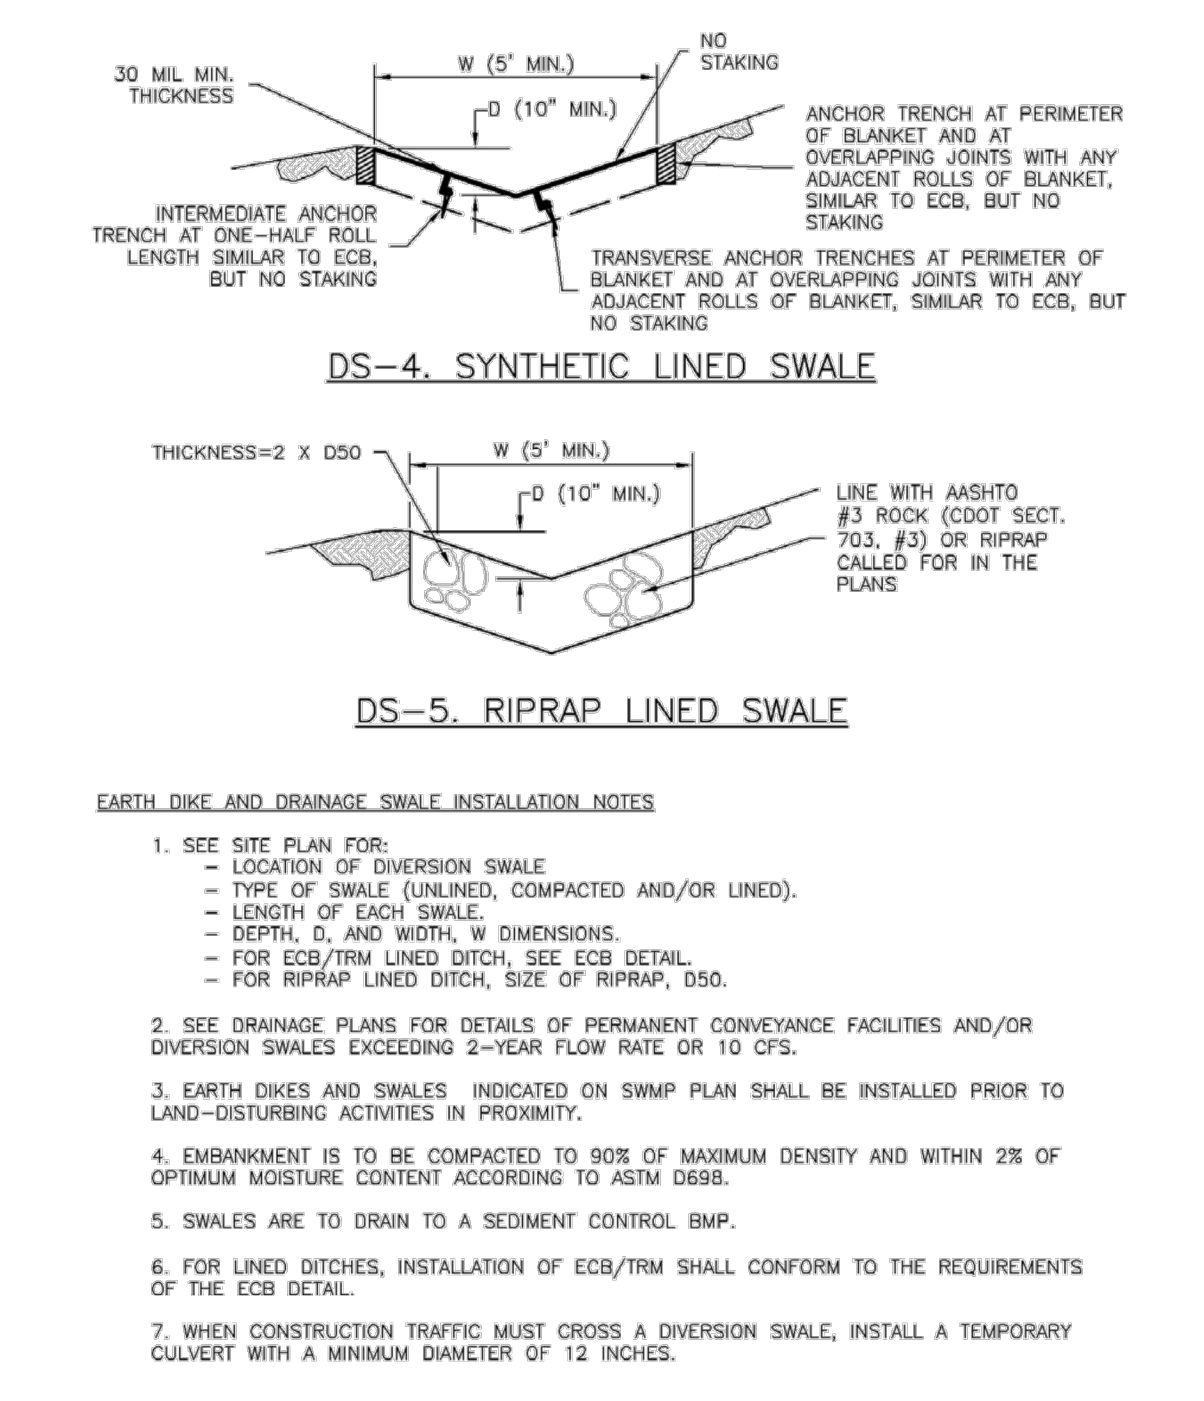 30 MIL MIN.
THICKNESS
W (5' MIN.)
D (10" MIN.)
NO
STAKING
ANCHOR TRENCH AT PERIMETER
OF BLANKET AND AT
OVERLAPPING JOINTS WITH ANY
ADJACENT ROLLS OF BLANKET,
SIMILAR TO ECB, BUT NO
STAKING
INTERMEDIATE ANCHOR
TRENCH AT ONE-HALF ROLL
LENGTH SIMILAR TO ECB,
BUT NO STAKING
TRANSVERSE ANCHOR TRENCHES AT PERIMETER OF
BLANKET AND AT OVERLAPPING JOINTS WITH ANY
ADJACENT ROLLS OF BLANKET, SIMILAR TO ECB, BUT
NO STAKING
DS-4. SYNTHETIC LINED SWALE
THICKNESS=2 X D50
W (5' MIN.)
D (10" MIN.)
LINE WITH AASHTO
#3 ROCK (CDOT SECT.
703, #3) OR RIPRAP
CALLED FOR IN THE
PLANS
DS-5. RIPRAP LINED SWALE
EARTH DIKE AND DRAINAGE SWALE INSTALLATION NOTES
1. SEE SITE PLAN FOR:
- LOCATION OF DIVERSION SWALE
- TYPE OF SWALE (UNLINED, COMPACTED AND/OR LINED).
- LENGTH OF EACH SWALE.
- DEPTH, D, AND WIDTH, W DIMENSIONS.
- FOR ECB/TRM LINED DITCH, SEE ECB DETAIL.
- FOR RIPRAP LINED DITCH, SIZE OF RIPRAP, D50.
2. SEE DRAINAGE PLANS FOR DETAILS OF PERMANENT CONVEYANCE FACILITIES AND/OR
DIVERSION SWALES EXCEEDING 2-YEAR FLOW RATE OR 10 CFS.
3. EARTH DIKES AND SWALES INDICATED ON SWMP PLAN SHALL BE INSTALLED PRIOR TO
LAND-DISTURBING ACTIVITIES IN PROXIMITY.
4. EMBANKMENT IS TO BE COMPACTED TO 90% OF MAXIMUM DENSITY AND WITHIN 2% OF
OPTIMUM MOISTURE CONTENT ACCORDING TO ASTM D698.
5. SWALES ARE TO DRAIN TO A SEDIMENT CONTROL BMP.
6. FOR LINED DITCHES, INSTALLATION OF ECB/TRM SHALL CONFORM TO THE REQUIREMENTS
OF THE ECB DETAIL.
7. WHEN CONSTRUCTION TRAFFIC MUST CROSS A DIVERSION SWALE, INSTALL A TEMPORARY
CULVERT WITH A MINIMUM DIAMETER OF 12 INCHES.